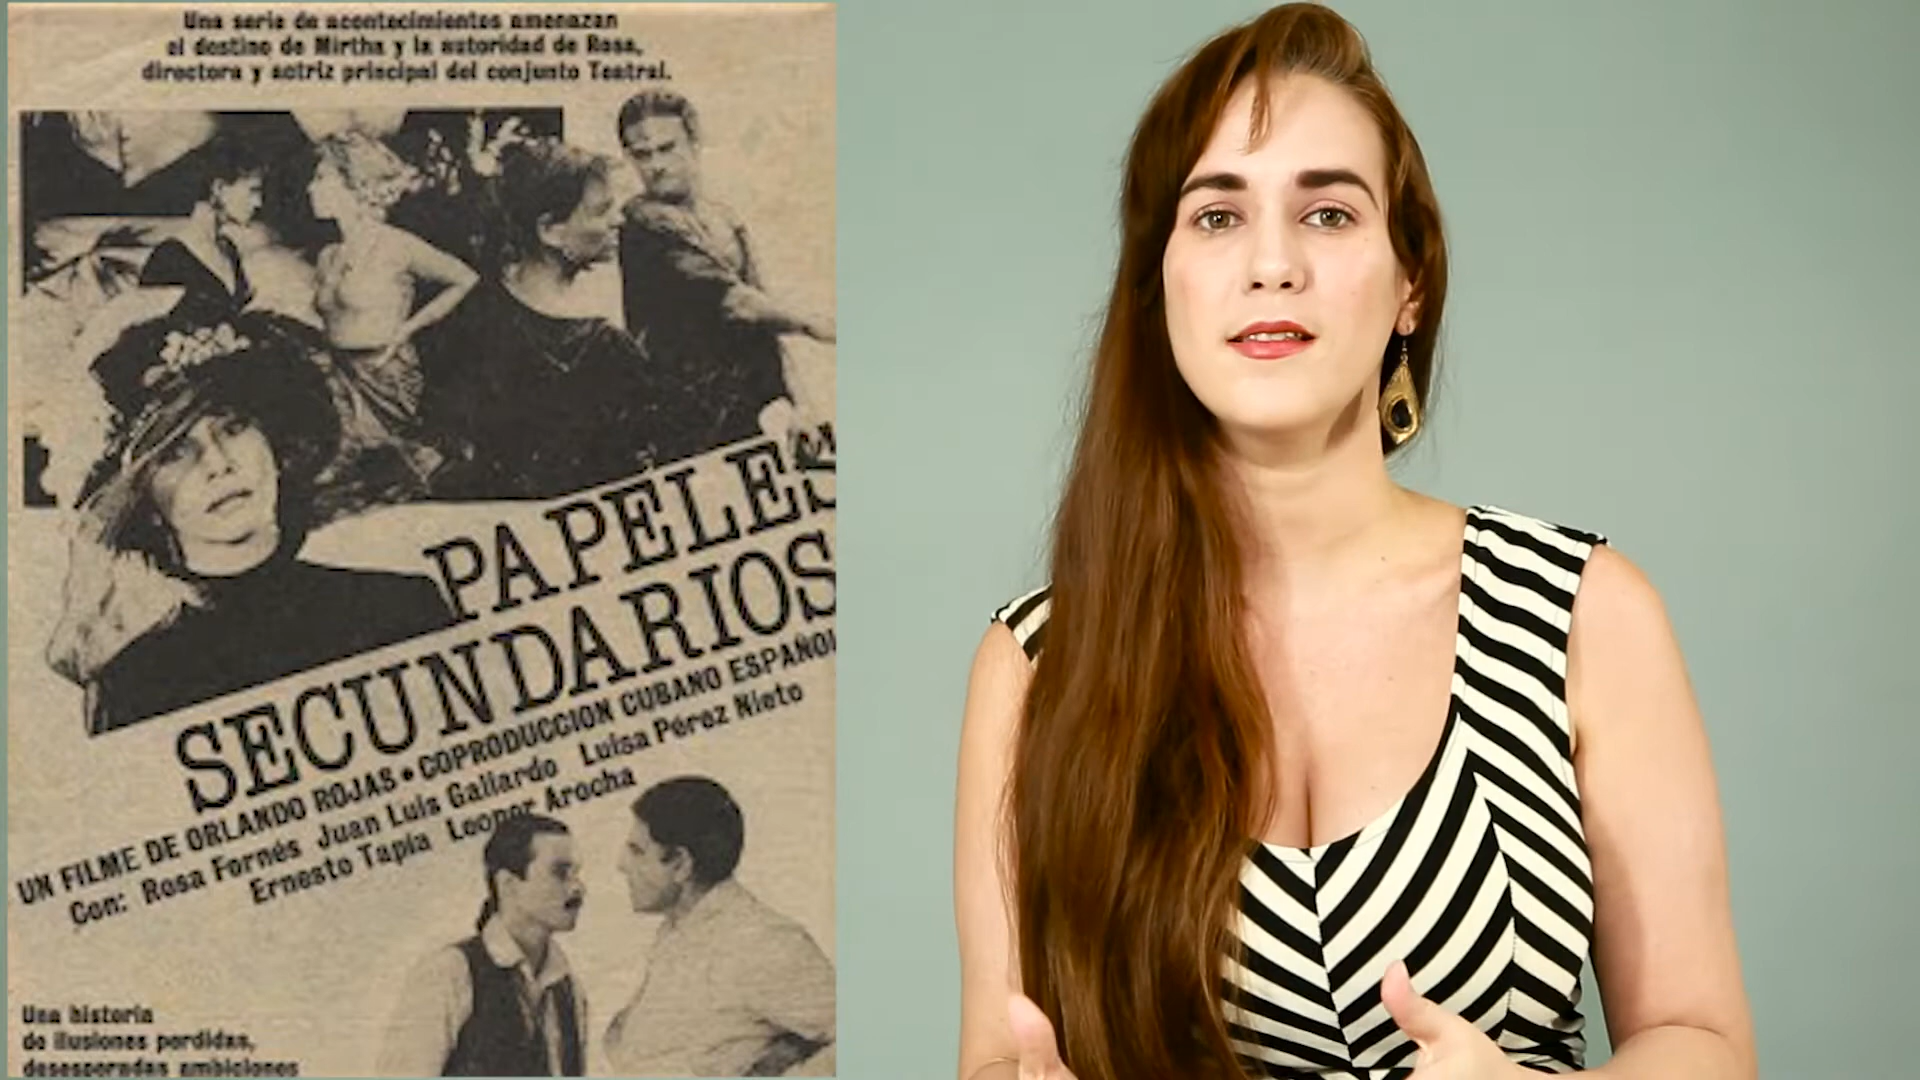 Una serie de acontecimientos amenazan
el destino de Mirtha y la autoridad de Rosa,
directora y actriz principal del conjunto Teatral.
PAPELES
SECUNDARIOS
UN FILME DE ORLANDO ROJAS • COPRODUCCION CUBANO ESPAÑOL
Con: Rosa Fornés Juan Luis Gallardo Luisa Pérez Nieto
Ernesto Tapia Leonor Arocha
Una historia
de ilusiones perdidas,
desesperadas ambiciones